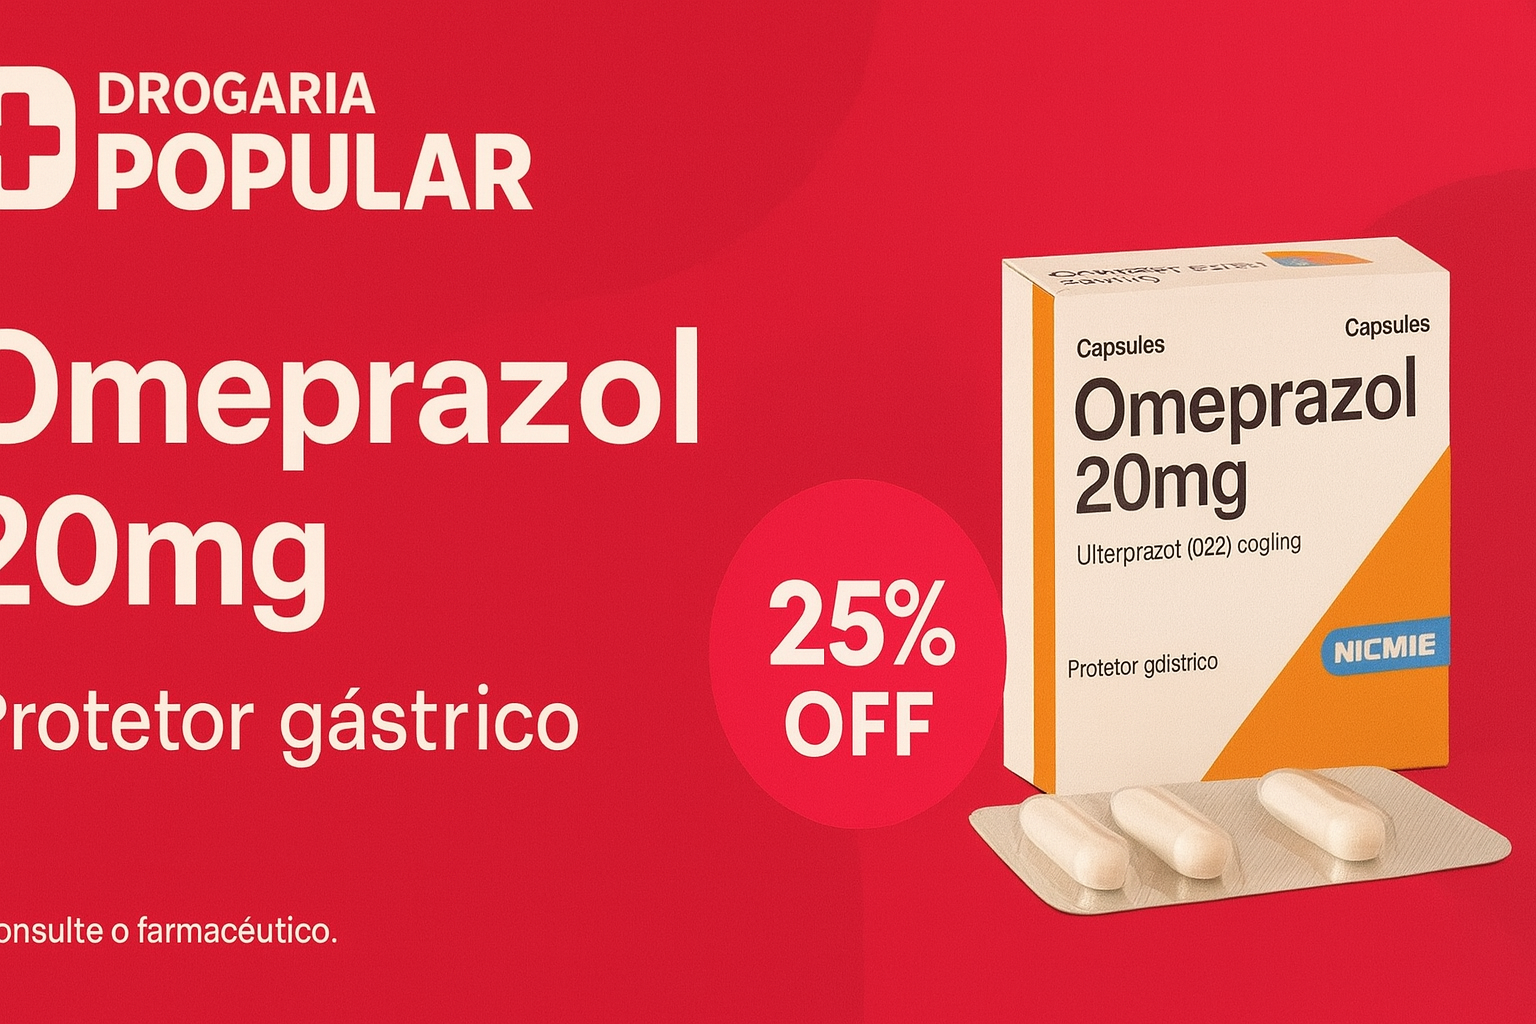 DROGARIA
POPULAR
Omeprazol
20mg
Protetor gástrico
25%
OFF
onsulte o farmacéutico.
Capsules
Capsules
Omeprazol
20mg
Ulterprazot (022) cogling
Protetor gdistrico
NICMIE